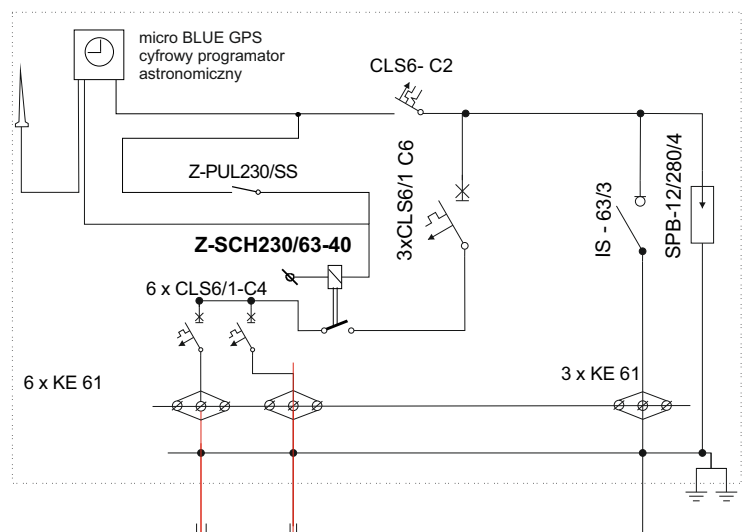 micro BLUE GPS
cyfrowy programator
astronomiczny
CLS6- C2
Z-PUL230/SS
3xCLS6/1 C6
IS - 63/3
SPB-12/280/4
Z-SCH230/63-40
6 x CLS6/1-C4
6 x KE 61
3 x KE 61